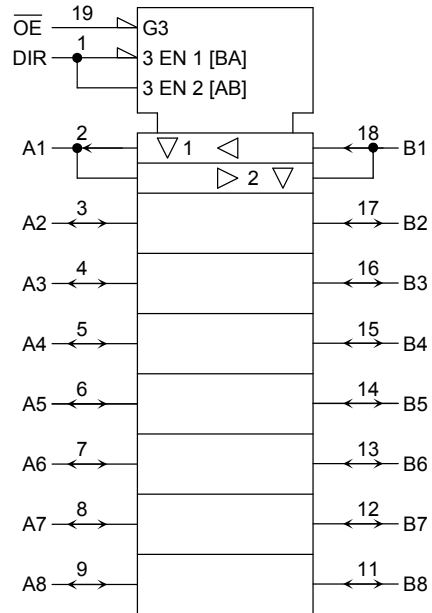 OE 19 G3
DIR 1 3 EN 1 [BA]
3 EN 2 [AB]
A1 2 1 18 B1
2
A2 3 17 B2
A3 4 16 B3
A4 5 15 B4
A5 6 14 B5
A6 7 13 B6
A7 8 12 B7
A8 9 11 B8